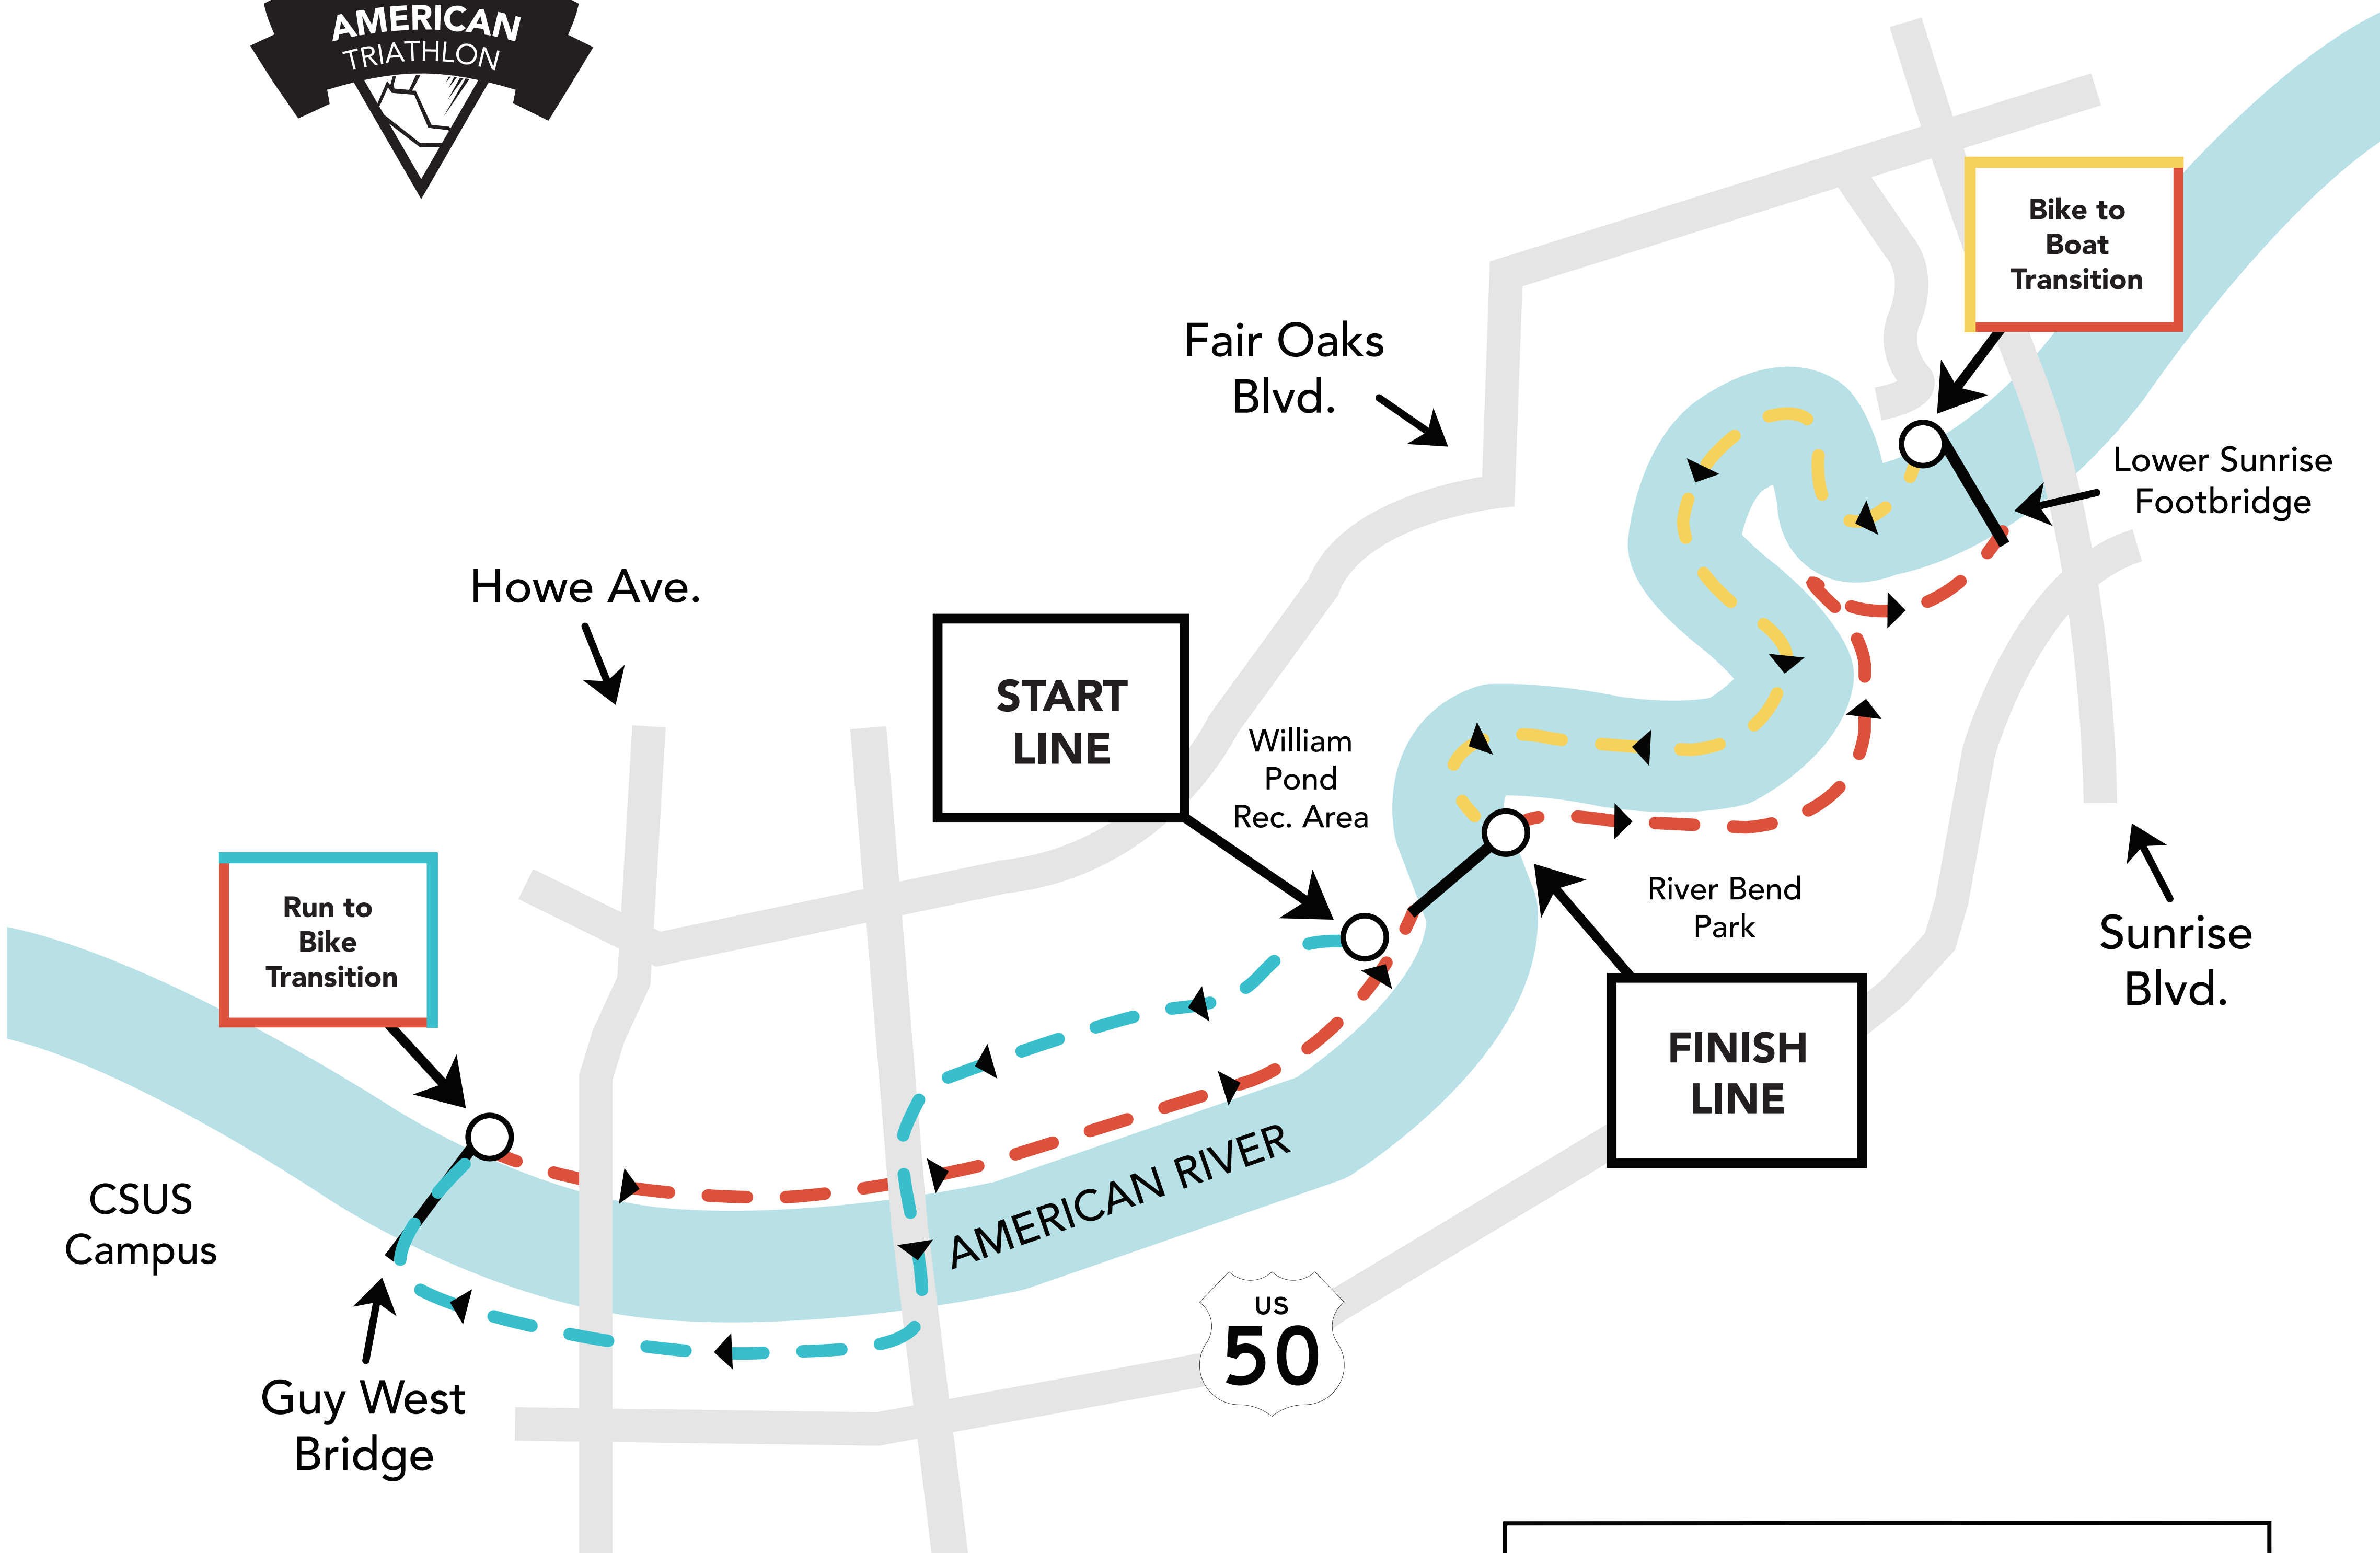 AMERICAN
TRIATHLON
Bike to
Boat
Transition
Fair Oaks
Blvd.
Lower Sunrise
Footbridge
Howe Ave.
START
LINE
William
Pond
Rec. Area
Run to
Bike
Transition
River Bend
Park
Sunrise
Blvd.
FINISH
LINE
AMERICAN RIVER
CSUS
Campus
US
50
Guy West
Bridge